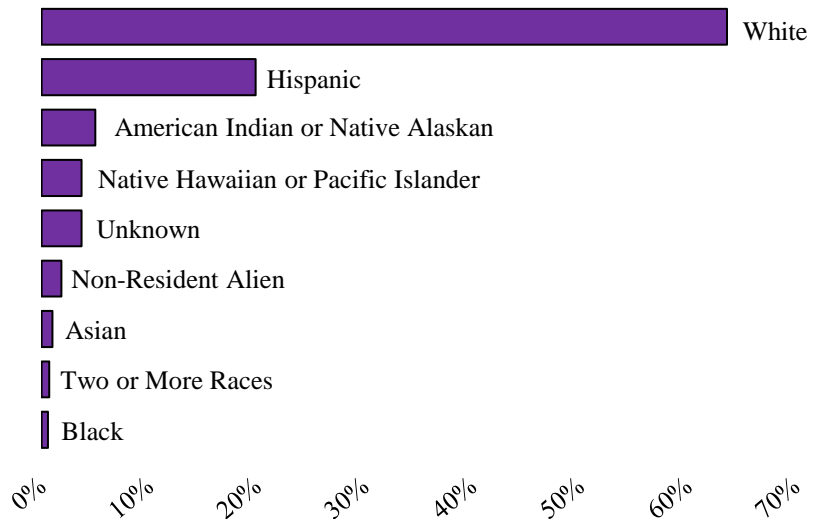 White
Hispanic
American Indian or Native Alaskan
Native Hawaiian or Pacific Islander
Unknown
Non-Resident Alien
Asian
Two or More Races
Black
0% 10% 20% 30% 40% 50% 60% 70%